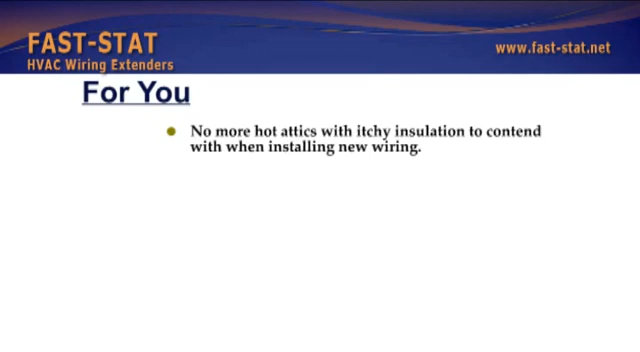 FAST-STAT
HVAC Wiring Extenders
www.fast-stat.net
For You
No more hot attics with itchy insulation to contend
with when installing new wiring.